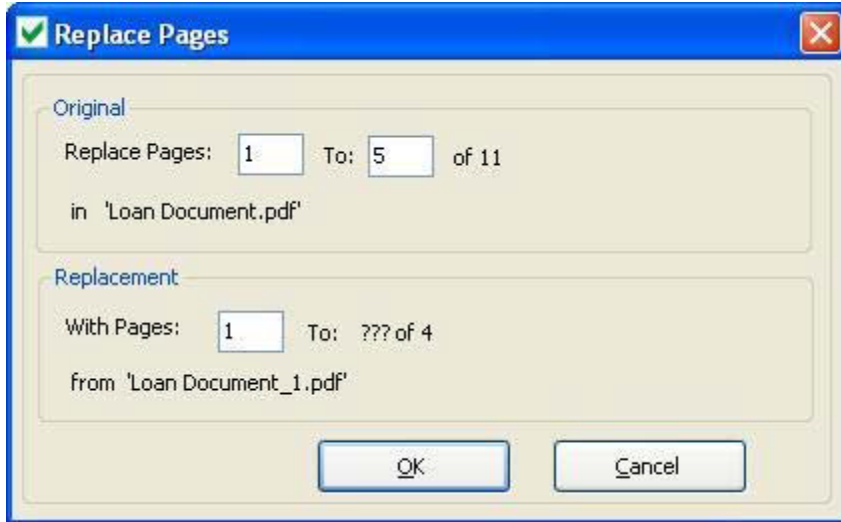 Replace Pages
Original
Replace Pages: 1 To: 5 of 11
in 'Loan Document.pdf'
Replacement
With Pages: 1 To: ??? of 4
from 'Loan Document_1.pdf'
OK Cancel